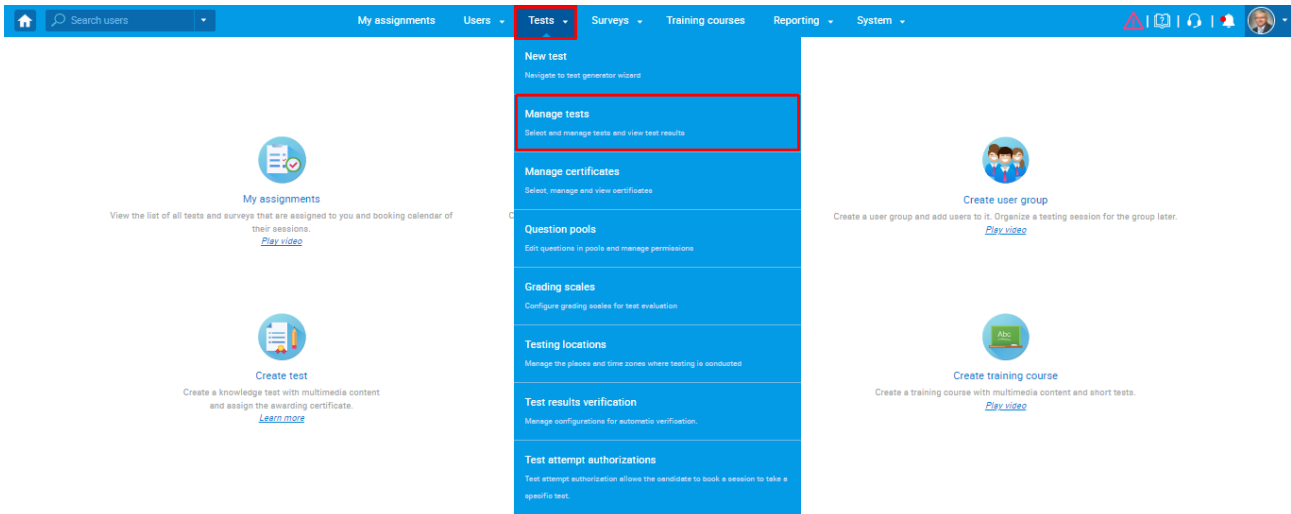 Search users
My assignments
Users
Tests
Surveys
Training courses
Reporting
System
New test
Navigate to test generator wizard
Manage tests
Select and manage tests and view test results
Manage certificates
Select, manage and view certificates
Question pools
Edit questions in pools and manage permissions
Grading scales
Configure grading scales for test evaluation
Testing locations
Manage the places and time zones where testing is conducted
Test results verification
Manage configurations for automatic verification.
Test attempt authorizations
Test attempt authorization allows the candidate to book a session to take a
specific test.
My assignments
View the list of all tests and surveys that are assigned to you and booking calendar of
their sessions.
Play video
C
Create user group
Create a user group and add users to it. Organize a testing session for the group later.
Play video
Create test
Create a knowledge test with multimedia content
and assign the awarding certificate.
Learn more
Abc
Create training course
Create a training course with multimedia content and short tests.
Play video